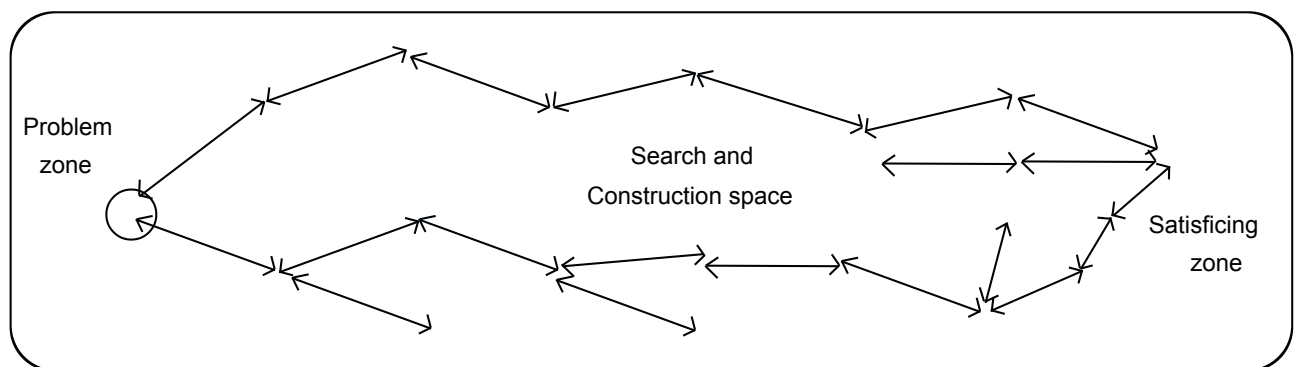 Problem
zone
Search and
Construction space
Satisficing
zone